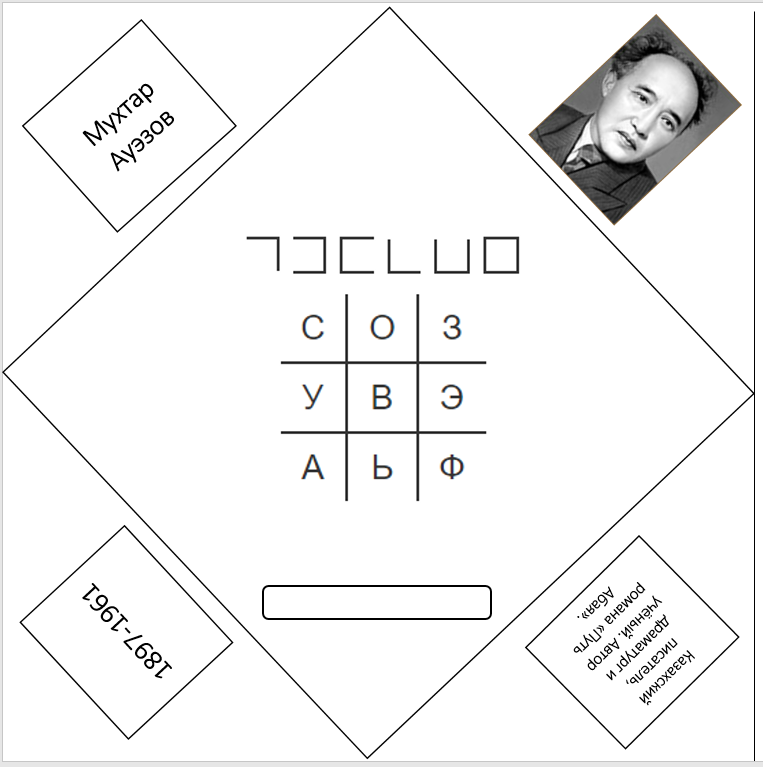 Мухтар
Ауэзов
С О З
У В Э
А Ь Ф
1897-1961
Казахский
писатель,
драматург и
учёный. Автор
романа «Путь
Абая».